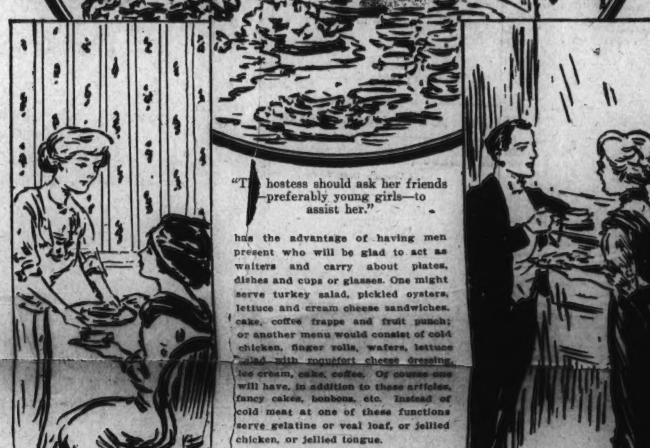 "The hostess should ask her friends
—preferably young girls—to
assist her."
has the advantage of having men
present who will be glad to act as
waiters and carry about plates,
dishes and cups or glasses. One might
serve turkey salad, pickled oysters,
lettuce and cream cheese sandwiches,
cake, coffee frappe and fruit punch;
or another menu would consist of cold
chicken, finger rolls, wafers, lettuce
salad with roquefort cheese dressing,
ice cream, cake, coffee. Of course one
will have, in addition to these articles,
fancy cakes, bonbons, etc. Instead of
cold meat at one of these functions
serve gelatine or veal loaf, or jellied
chicken, or jellied tongue.